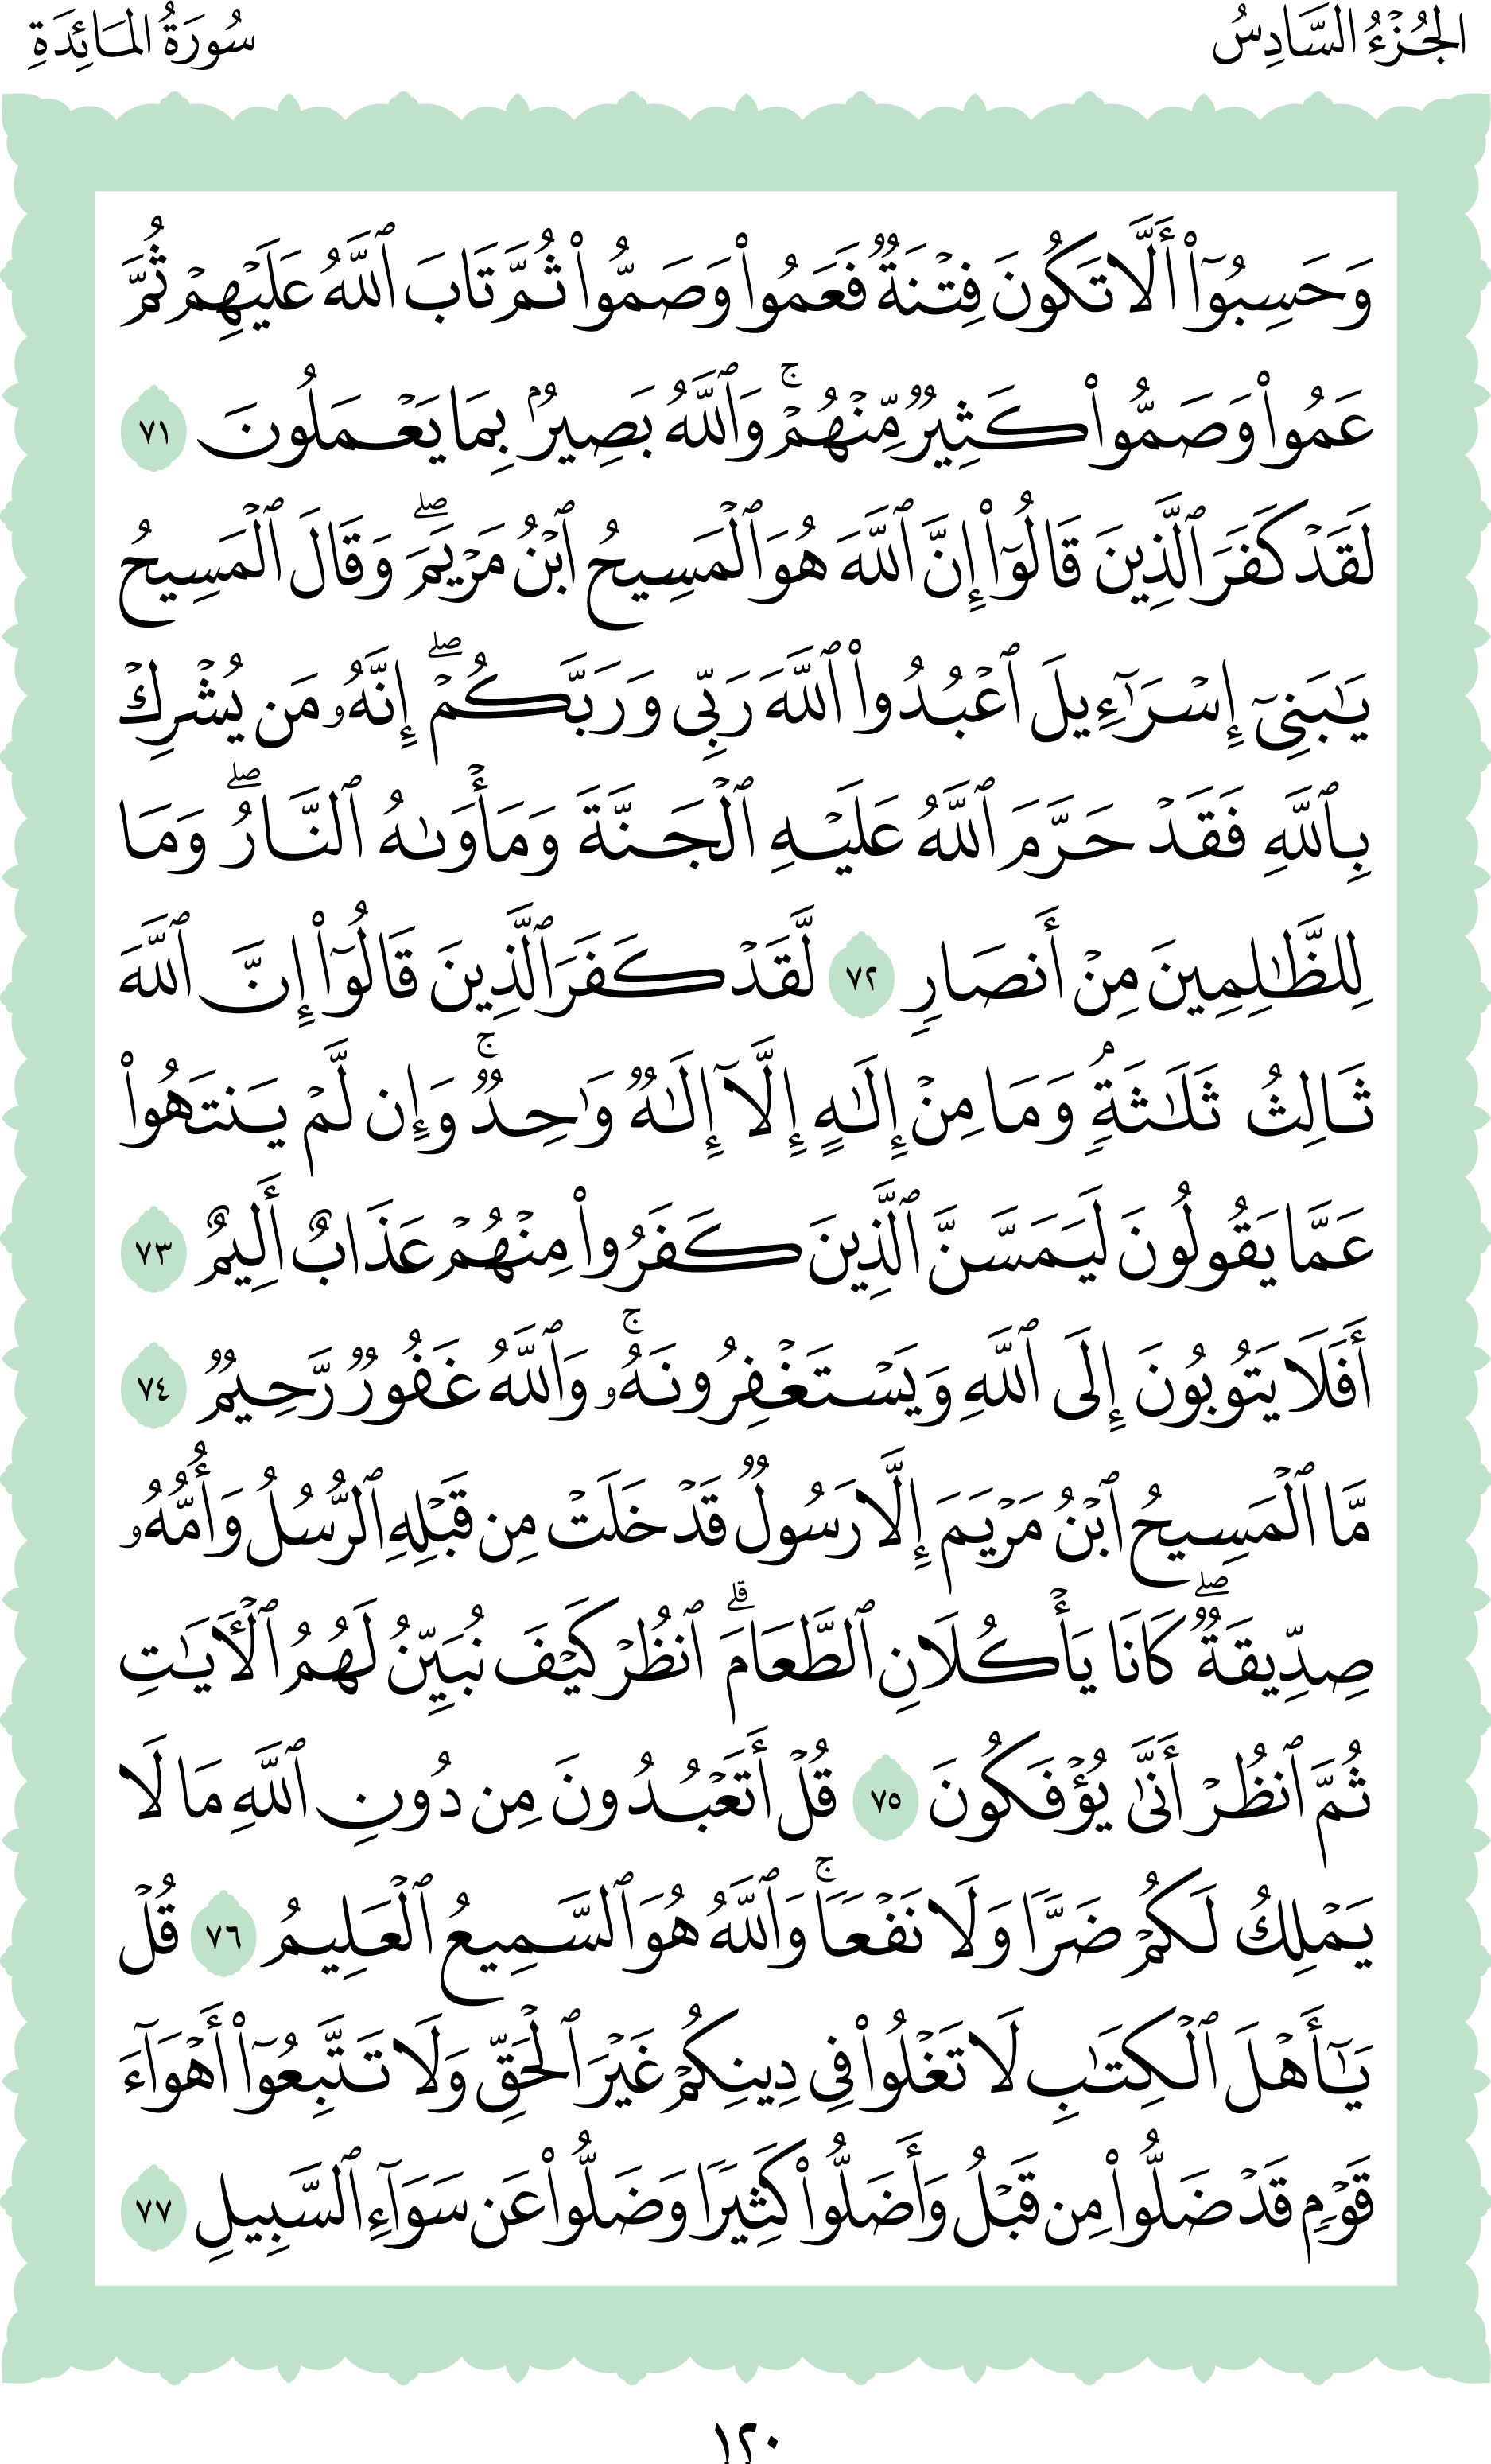 الجُزْءُ السَّادِسُ
سُورَةُ المَائِدَةِ
وَحَسِبُوٓاْ أَلَّا تَكُونَ فِتۡنَةٞ فَعَمُواْ وَصَمُّواْ ثُمَّ تَابَ ٱللَّهُ عَلَيۡهِمۡ ثُمَّ
عَمُواْ وَصَمُّواْ كَثِيرٞ مِّنۡهُمۡۚ وَٱللَّهُ بَصِيرُۢ بِمَا يَعۡمَلُونَ ٧١
لَقَدۡ كَفَرَ ٱلَّذِينَ قَالُوٓاْ إِنَّ ٱللَّهَ هُوَ ٱلۡمَسِيحُ ٱبۡنُ مَرۡيَمَۖ وَقَالَ ٱلۡمَسِيحُ
يَٰبَنِيٓ إِسۡرَٰٓءِيلَ ٱعۡبُدُواْ ٱللَّهَ رَبِّي وَرَبَّكُمۡۖ إِنَّهُۥ مَن يُشۡرِكۡ
بِٱللَّهِ فَقَدۡ حَرَّمَ ٱللَّهُ عَلَيۡهِ ٱلۡجَنَّةَ وَمَأۡوَىٰهُ ٱلنَّارُۖ وَمَا
لِلظَّٰلِمِينَ مِنۡ أَنصَارٖ ٧٢ لَّقَدۡ كَفَرَ ٱلَّذِينَ قَالُوٓاْ إِنَّ ٱللَّهَ
ثَالِثُ ثَلَٰثَةٖۘ وَمَا مِنۡ إِلَٰهٍ إِلَّآ إِلَٰهٞ وَٰحِدٞۚ وَإِن لَّمۡ يَنتَهُواْ
عَمَّا يَقُولُونَ لَيَمَسَّنَّ ٱلَّذِينَ كَفَرُواْ مِنۡهُمۡ عَذَابٌ أَلِيمٌ ٧٣
أَفَلَا يَتُوبُونَ إِلَى ٱللَّهِ وَيَسۡتَغۡفِرُونَهُۥۚ وَٱللَّهُ غَفُورٞ رَّحِيمٞ ٧٤
مَّا ٱلۡمَسِيحُ ٱبۡنُ مَرۡيَمَ إِلَّا رَسُولٞ قَدۡ خَلَتۡ مِن قَبۡلِهِ ٱلرُّسُلُ وَأُمُّهُۥ
صِدِّيقَةٞۖ كَانَا يَأۡكُلَانِ ٱلطَّعَامَۗ ٱنظُرۡ كَيۡفَ نُبَيِّنُ لَهُمُ ٱلۡأٓيَٰتِ
ثُمَّ ٱنظُرۡ أَنَّىٰ يُؤۡفَكُونَ ٧٥ قُلۡ أَتَعۡبُدُونَ مِن دُونِ ٱللَّهِ مَا لَا
يَمۡلِكُ لَكُمۡ ضَرّٗا وَلَا نَفۡعٗاۚ وَٱللَّهُ هُوَ ٱلسَّمِيعُ ٱلۡعَلِيمُ ٧٦ قُلۡ
يَٰٓأَهۡلَ ٱلۡكِتَٰبِ لَا تَغۡلُواْ فِي دِينِكُمۡ غَيۡرَ ٱلۡحَقِّ وَلَا تَتَّبِعُوٓاْ أَهۡوَآءَ
قَوۡمٖ قَدۡ ضَلُّواْ مِن قَبۡلُ وَأَضَلُّواْ كَثِيرٗا وَضَلُّواْ عَن سَوَآءِ ٱلسَّبِيلِ ٧٧
١٢٠